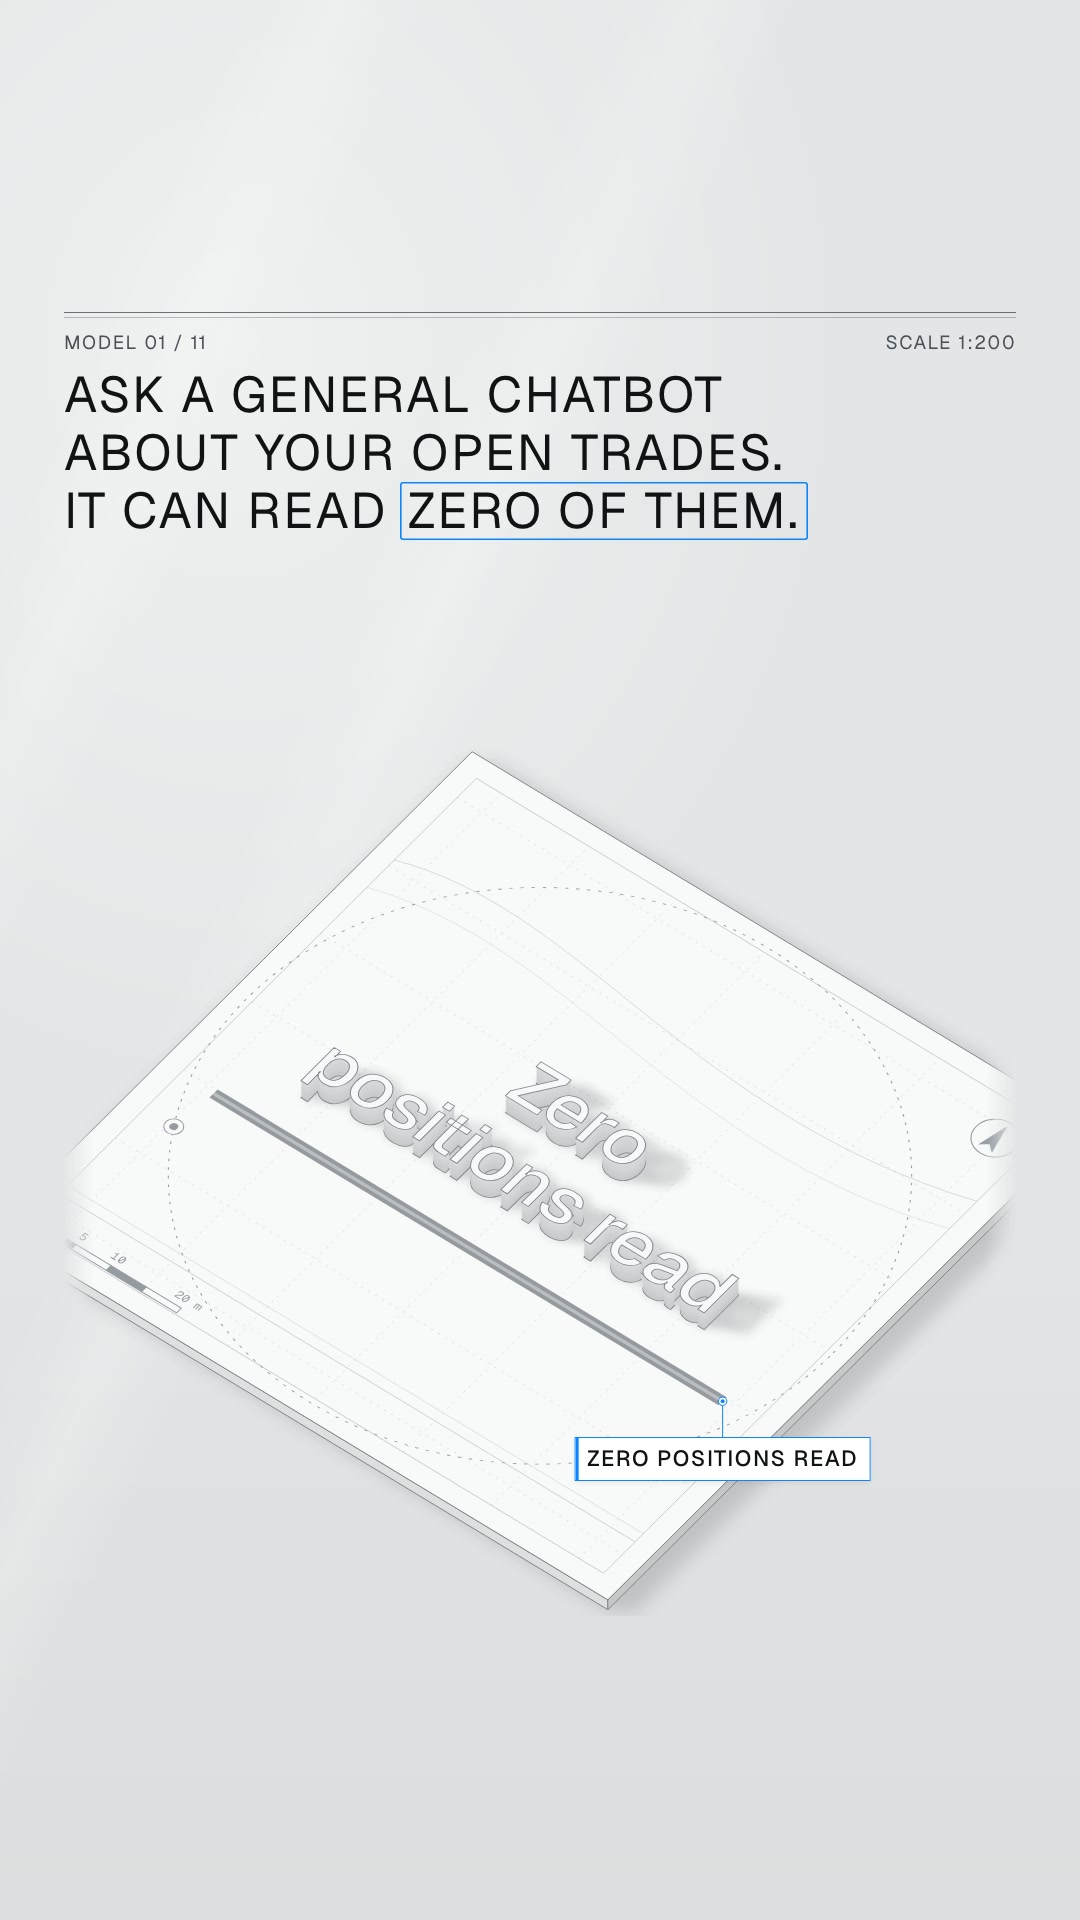 MODEL 01 / 11
SCALE 1:200
ASK A GENERAL CHATBOT
ABOUT YOUR OPEN TRADES.
IT CAN READ ZERO OF THEM.
Zero
positions read
5
10
20 m
ZERO POSITIONS READ